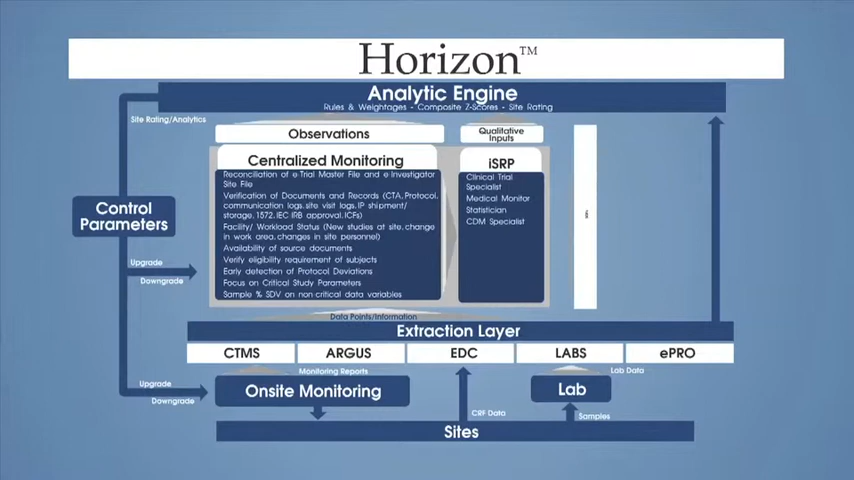 Horizon™
Analytic Engine
Rules & Weightages - Composite Z-Scores - Site Rating
Site Rating/Analytics
Observations
Qualitative
Inputs
Centralized Monitoring
iSRP
Reconciliation of e-Trial Master File and e-Investigator
Site File
Verification of Documents and Records (CTA, Protocol,
communication logs, site visit logs, IP shipment/
storage, 1572, IEC IRB approval, ICFs)
Facility/ Workload Status (New studies at site, change
in work area, changes in site personnel)
Availability of source documents
Verify eligibility requirement of subjects
Early detection of Protocol Deviations
Focus on Critical Study Parameters
Sample % SDV on non critical data variables
Clinical Trial
Specialist
Medical Monitor
Statistician
CDM Specialist
Control
Parameters
Upgrade
Downgrade
Data Points/Information
Extraction Layer
CTMS
ARGUS
EDC
LABS
ePRO
Monitoring Reports
Lab Data
Upgrade
Downgrade
Onsite Monitoring
Lab
CRF Data
Samples
Sites